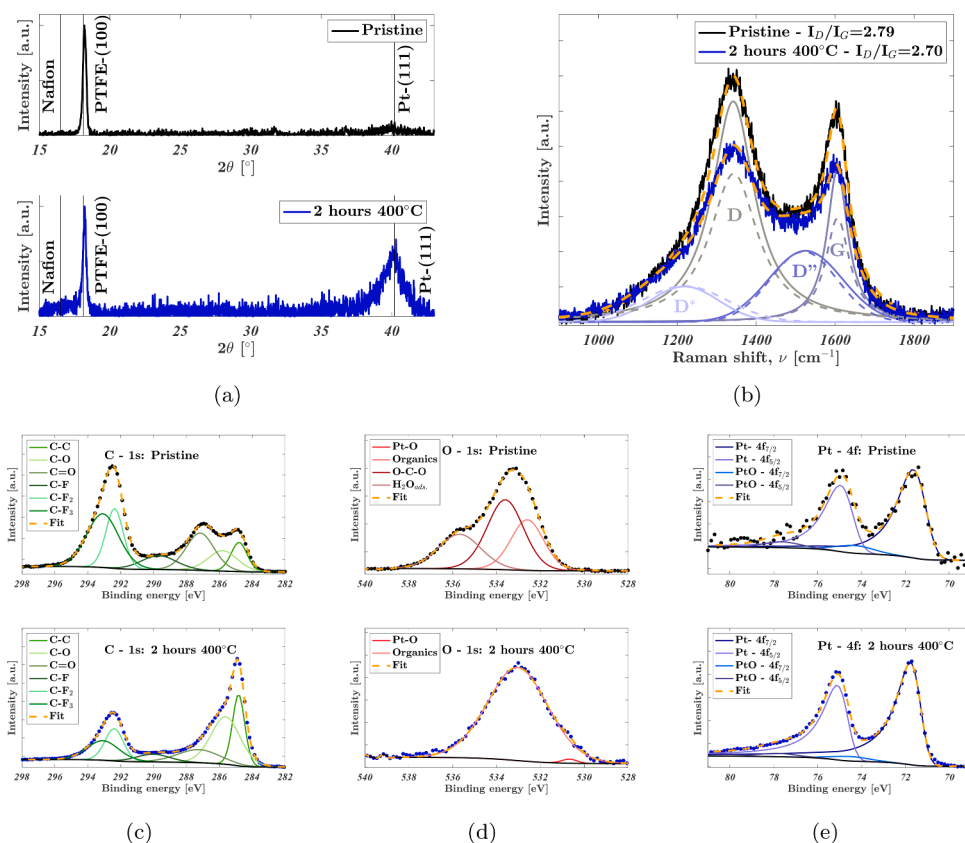 Intensity [a.u.]
Nafion
PTFE-(100)
Pristine
Pt-(111)
15 20 25 30 35 40
2θ [°]
Intensity [a.u.]
Nafion
PTFE-(100)
2 hours 400°C
Pt-(111)
15 20 25 30 35 40
2θ [°]
(a)
Intensity [a.u.]
Pristine - I_D/I_G=2.79
2 hours 400°C - I_D/I_G=2.70
D
D*
D"
G
1000 1200 1400 1600 1800
Raman shift, ν [cm⁻¹]
(b)
C - 1s: Pristine
C-C
C-O
C=O
C-F
C-F₂
C-F₃
Fit
Intensity [a.u.]
298 296 294 292 290 288 286 284 282
Binding energy [eV]
C - 1s: 2 hours 400°C
C-C
C-O
C=O
C-F
C-F₂
C-F₃
Fit
Intensity [a.u.]
298 296 294 292 290 288 286 284 282
Binding energy [eV]
(c)
O - 1s: Pristine
Pt-O
Organics
O-C-O
H₂O_ads.
Fit
Intensity [a.u.]
540 538 536 534 532 530 528
Binding energy [eV]
O - 1s: 2 hours 400°C
Pt-O
Organics
Fit
Intensity [a.u.]
540 538 536 534 532 530 528
Binding energy [eV]
(d)
Pt - 4f: Pristine
Pt- 4f₇/₂
Pt - 4f₅/₂
PtO - 4f₇/₂
PtO - 4f₅/₂
Fit
Intensity [a.u.]
80 78 76 74 72 70
Binding energy [eV]
Pt - 4f: 2 hours 400°C
Pt- 4f₇/₂
Pt - 4f₅/₂
PtO - 4f₇/₂
PtO - 4f₅/₂
Fit
Intensity [a.u.]
80 78 76 74 72 70
Binding energy [eV]
(e)